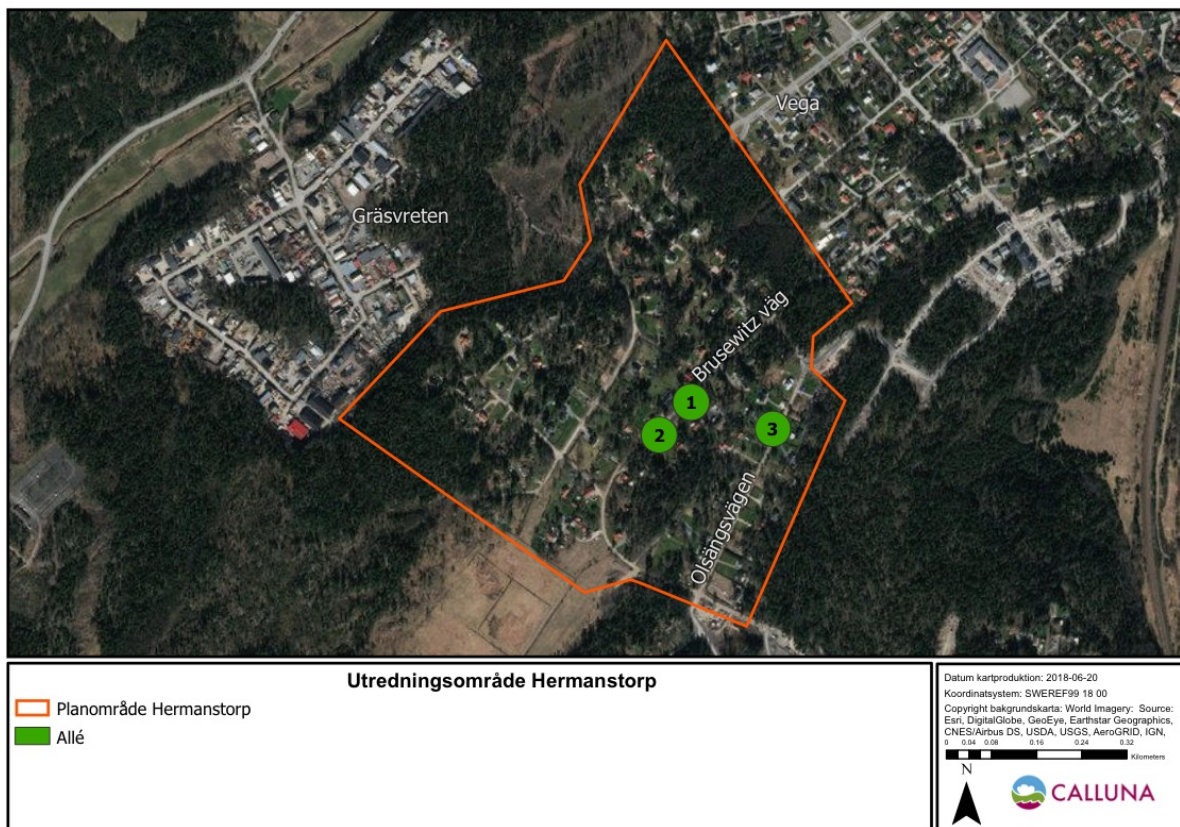 Vega
Gräsvreten
Brusewitz väg
1
2
3
Olsängsvägen
Utredningsområde Hermanstorp
Planområde Hermanstorp
Allé
Datum kartproduktion: 2018-06-20
Koordinatsystem: SWEREF99 18 00
Copyright bakgrundskarta: World Imagery: Source:
Esri, DigitalGlobe, GeoEye, Earthstar Geographics,
CNES/Airbus DS, USDA, USGS, AeroGRID, IGN,
0 0.04 0.08 0.16 0.24 0.32
Kilometers
N
CALLUNA